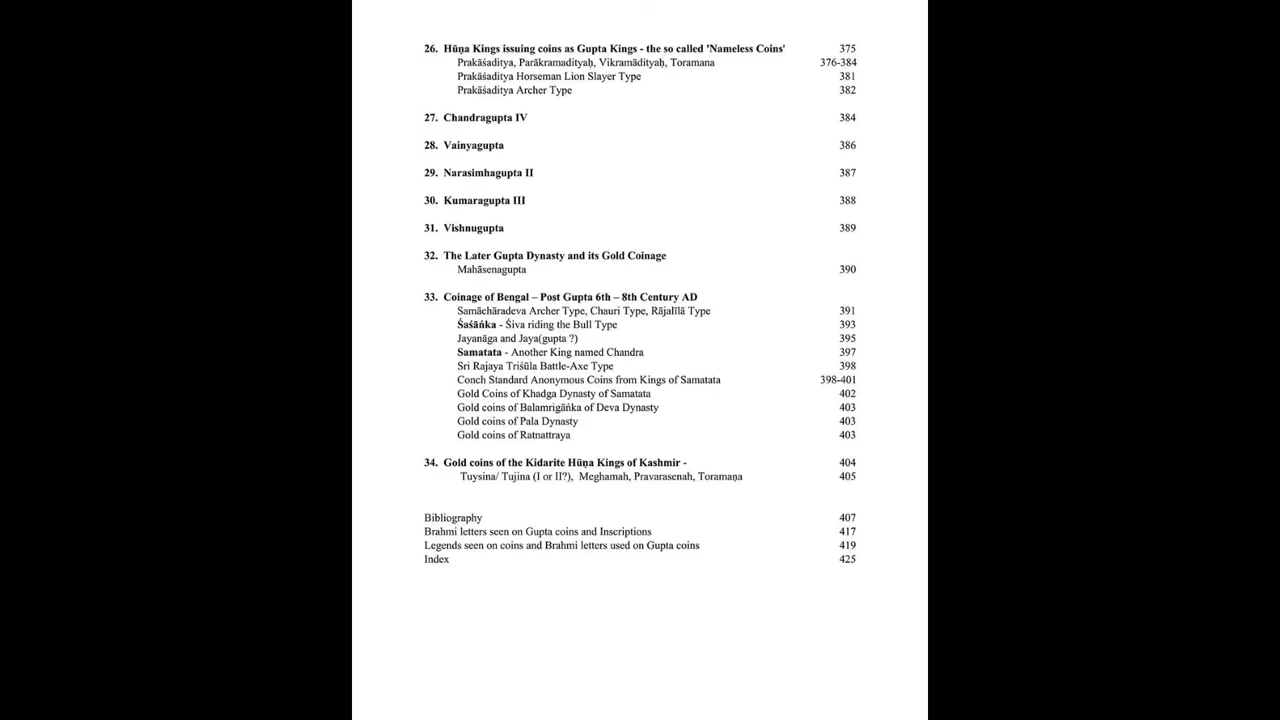 26. Hūṇa Kings issuing coins as Gupta Kings - the so called 'Nameless Coins' 375
Prakāśaditya, Parākramadityaḥ, Vikramādityaḥ, Toramana 376-384
Prakāśaditya Horseman Lion Slayer Type 381
Prakāśaditya Archer Type 382
27. Chandragupta IV 384
28. Vainyagupta 386
29. Narasimhagupta II 387
30. Kumaragupta III 388
31. Vishnugupta 389
32. The Later Gupta Dynasty and its Gold Coinage
Mahāsenagupta 390
33. Coinage of Bengal – Post Gupta 6th – 8th Century AD
Samāchāradeva Archer Type, Chauri Type, Rājalīlā Type 391
Śaśāṅka - Śiva riding the Bull Type 393
Jayanāga and Jaya(gupta ?) 395
Samatata - Another King named Chandra 397
Sri Rajaya Triśūla Battle-Axe Type 398
Conch Standard Anonymous Coins from Kings of Samatata 398-401
Gold Coins of Khadga Dynasty of Samatata 402
Gold coins of Balamrigāṅka of Deva Dynasty 403
Gold coins of Pala Dynasty 403
Gold coins of Ratnattraya 403
34. Gold coins of the Kidarite Hūṇa Kings of Kashmir - 404
Tuysina/ Tujina (I or II?), Meghamah, Pravarasenah, Toramaṇa 405
Bibliography 407
Brahmi letters seen on Gupta coins and Inscriptions 417
Legends seen on coins and Brahmi letters used on Gupta coins 419
Index 425